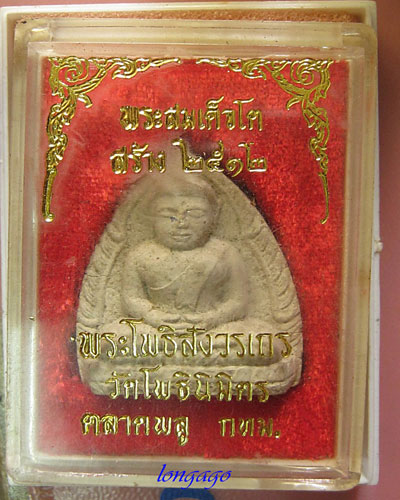 พระสมเด็จโต
สร้าง ๒๕๑๒
พระโพธิสังวรเถร
วัดโพธินิมิตร
ตลาดพลู กทม.
longago